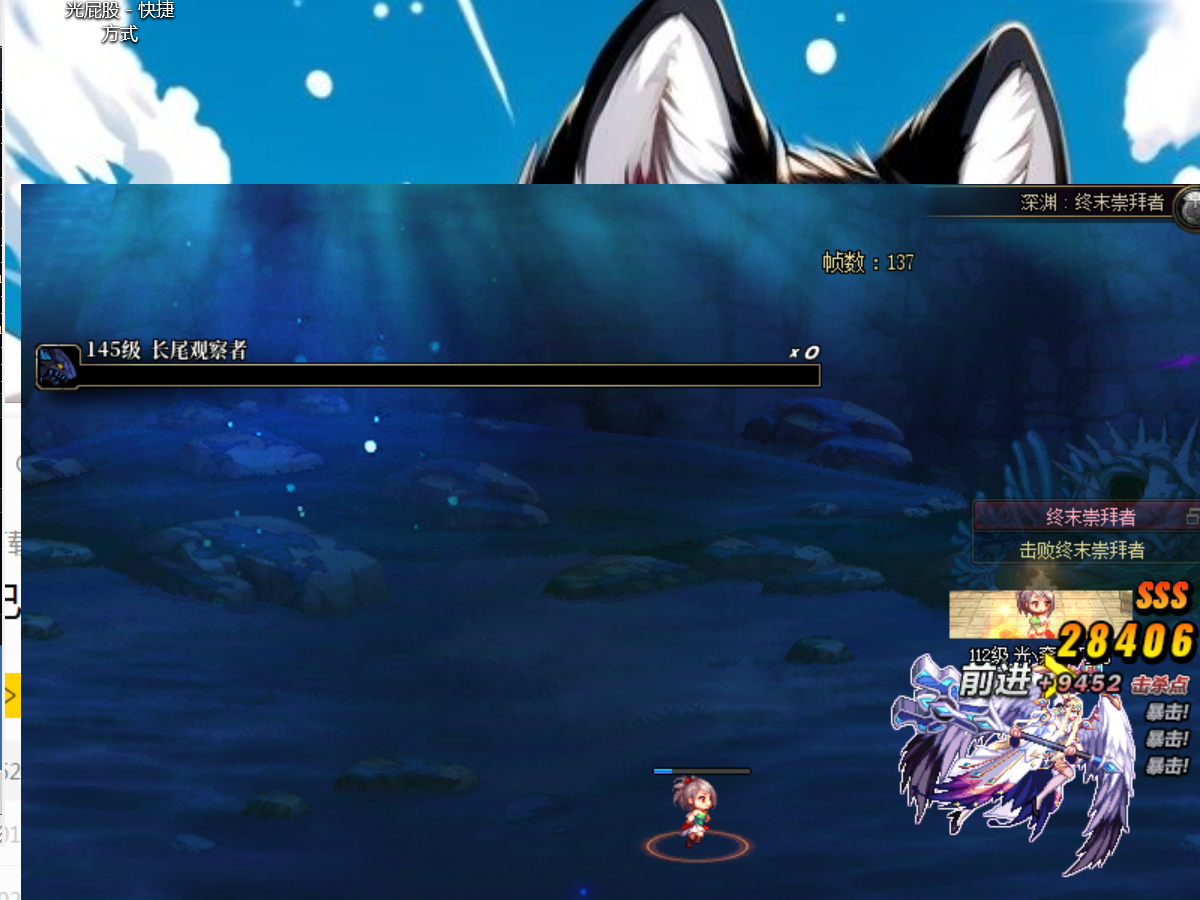 光屁股 - 快捷
方式
深渊：终末崇拜者
帧数：137
145级 长尾观察者
x 0
终末崇拜者
击败终末崇拜者
SSS
28406
112级 光
前进
+9452 击杀点
暴击!
暴击!
暴击!